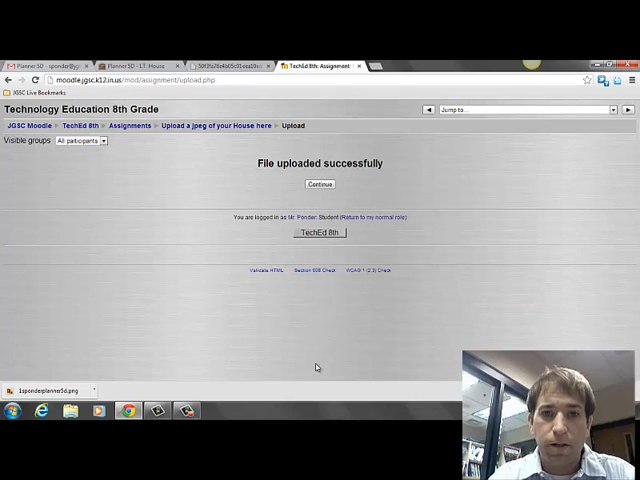 Planner 5D - sponder@jg
Planner 5D - I.T. House
TechEd 8th: Assignment
moodle.jgsc.k12.in.us/mod/assignment/upload.php
JGSC Live Bookmarks
Technology Education 8th Grade
Jump to...
JGSC Moodle ► TechEd 8th ► Assignments ► Upload a jpeg of your House here ► Upload
Visible groups All participants
File uploaded successfully
Continue
You are logged in as Mr. Ponder: Student (Return to my normal role)
TechEd 8th
Validate HTML Section 508 Check WCAG 1 (2,3) Check
1sponderplanner5d.png